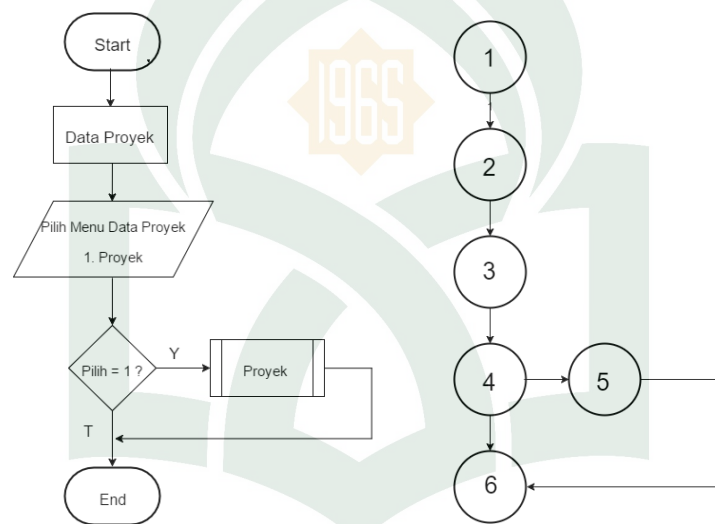 Start
Data Proyek
Pilih Menu Data Proyek
1. Proyek
Pilih = 1 ?
Y
Proyek
T
End
1965
1
1
2
3
4
5
6